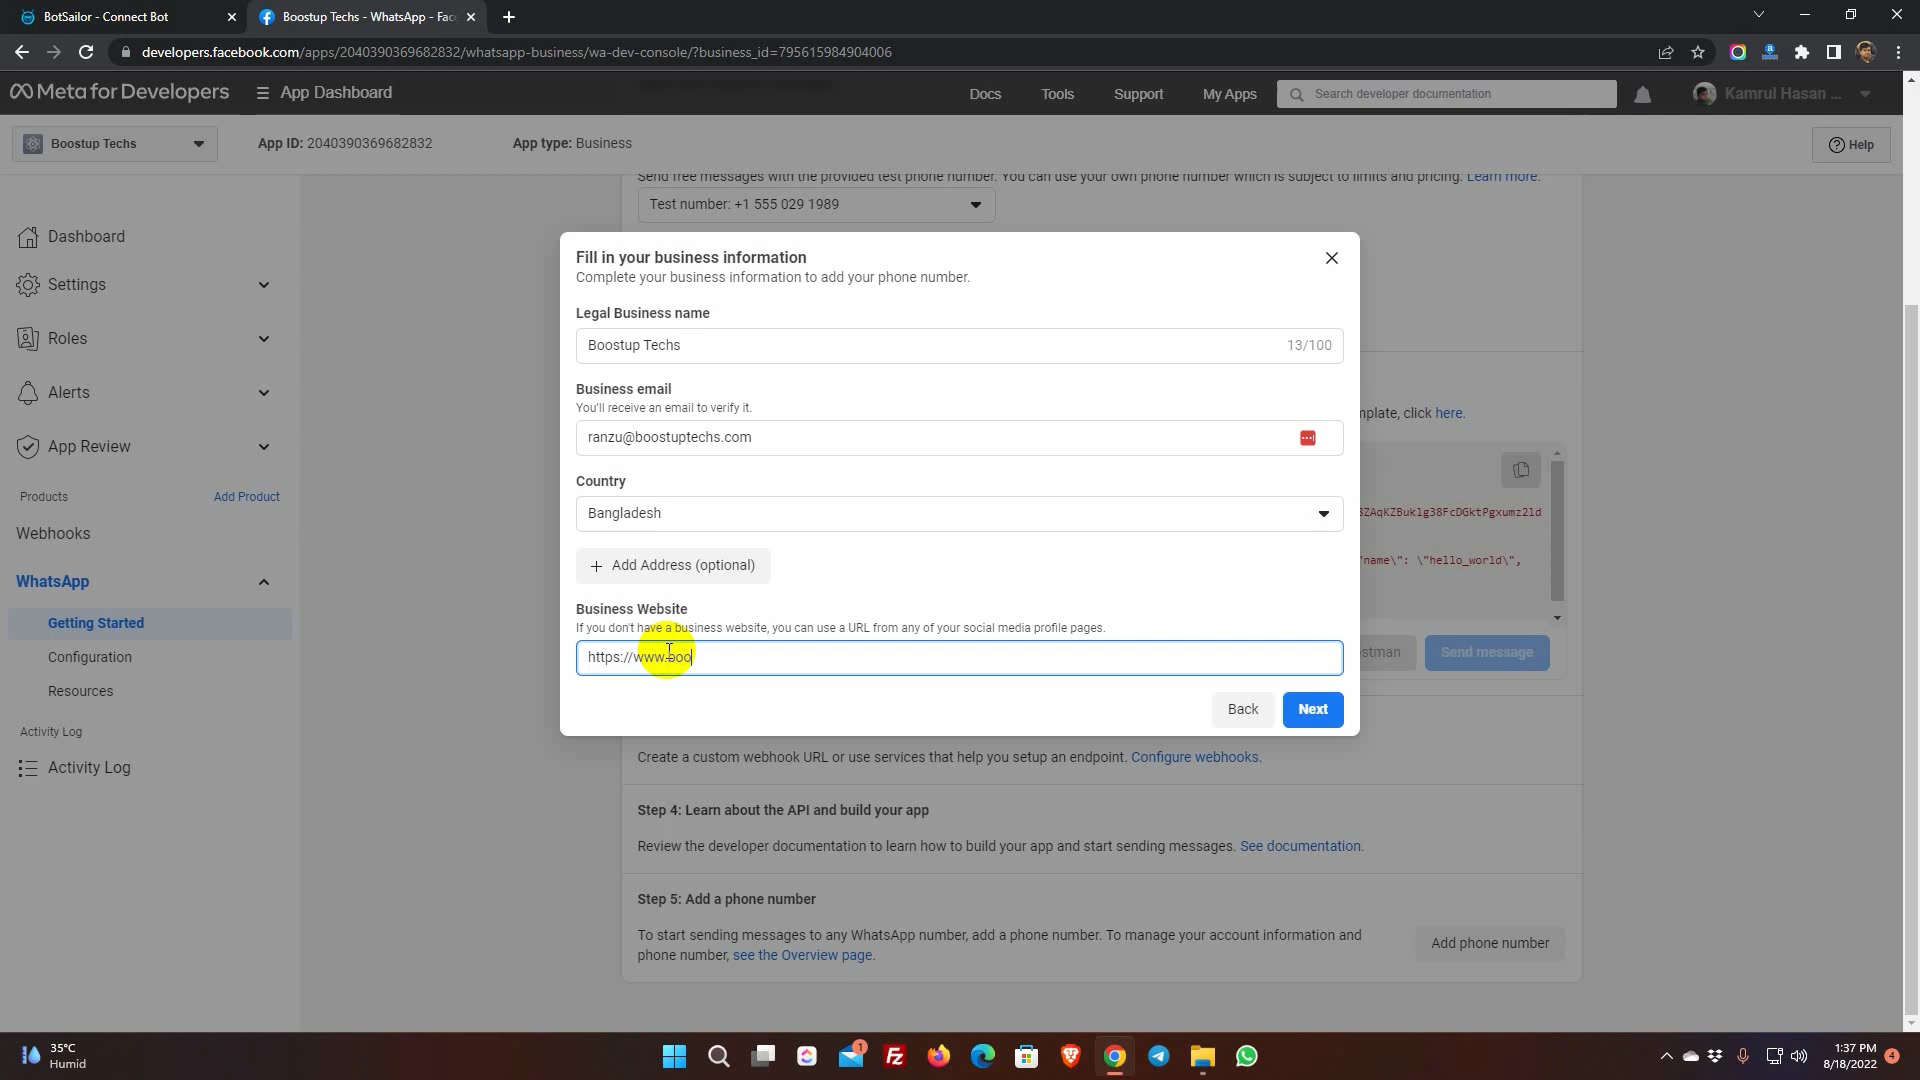 BotSailor - Connect Bot
Boostup Techs - WhatsApp - Fac
developers.facebook.com/apps/2040390369682832/whatsapp-business/wa-dev-console/?business_id=795615984904006
Meta for Developers
App Dashboard
Docs
Tools
Support
My Apps
Search developer documentation
Kamrul Hasan ...
Boostup Techs
App ID: 2040390369682832
App type: Business
Help
Send free messages with the provided test phone number. You can use your own phone number which is subject to limits and pricing. Learn more.
Test number: +1 555 029 1989
Dashboard
Settings
Roles
Alerts
App Review
Products
Add Product
Webhooks
WhatsApp
Getting Started
Configuration
Resources
Activity Log
Activity Log
Fill in your business information
Complete your business information to add your phone number.
Legal Business name
Boostup Techs
13/100
Business email
You'll receive an email to verify it.
ranzu@boostuptechs.com
Country
Bangladesh
Add Address (optional)
Business Website
If you don't have a business website, you can use a URL from any of your social media profile pages.
https://www.boo
Back
Next
mplate, click here.
name\": \"hello_world\",
stman
Send message
Create a custom webhook URL or use services that help you setup an endpoint. Configure webhooks.
Step 4: Learn about the API and build your app
Review the developer documentation to learn how to build your app and start sending messages. See documentation.
Step 5: Add a phone number
To start sending messages to any WhatsApp number, add a phone number. To manage your account information and
phone number, see the Overview page.
Add phone number
35°C
Humid
1
1:37 PM
8/18/2022
4